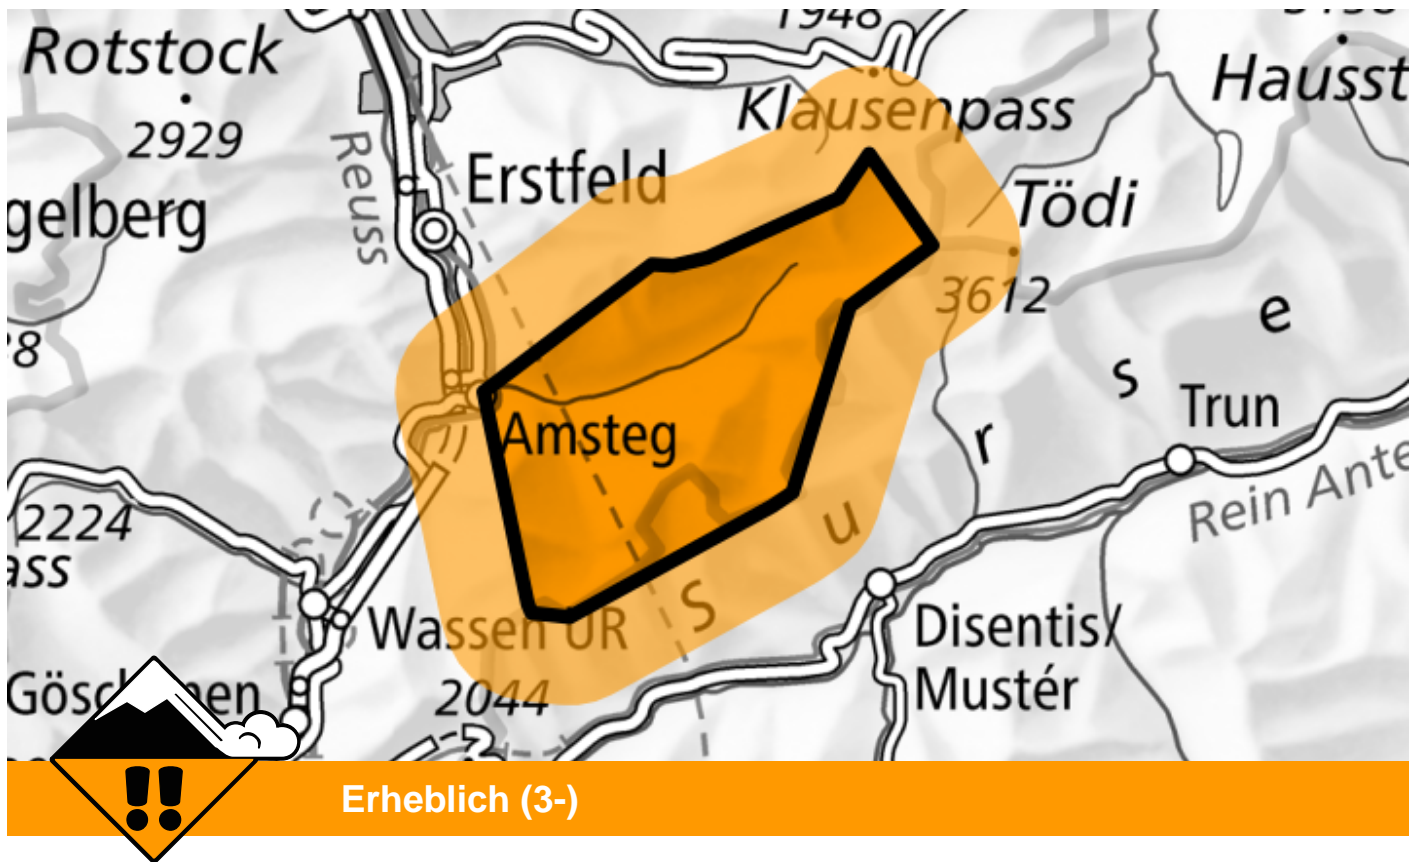 1948
Rotstock
Hausst
Klausenpass
2929
Reuss
Erstfeld
Tödi
gelberg
3612
e
s
Trun
Amsteg
r
Rein Ante
2224
u
ass
S
Wassen UR
Disentis/
Mustér
Göschenen
2044
!!
Erheblich (3-)